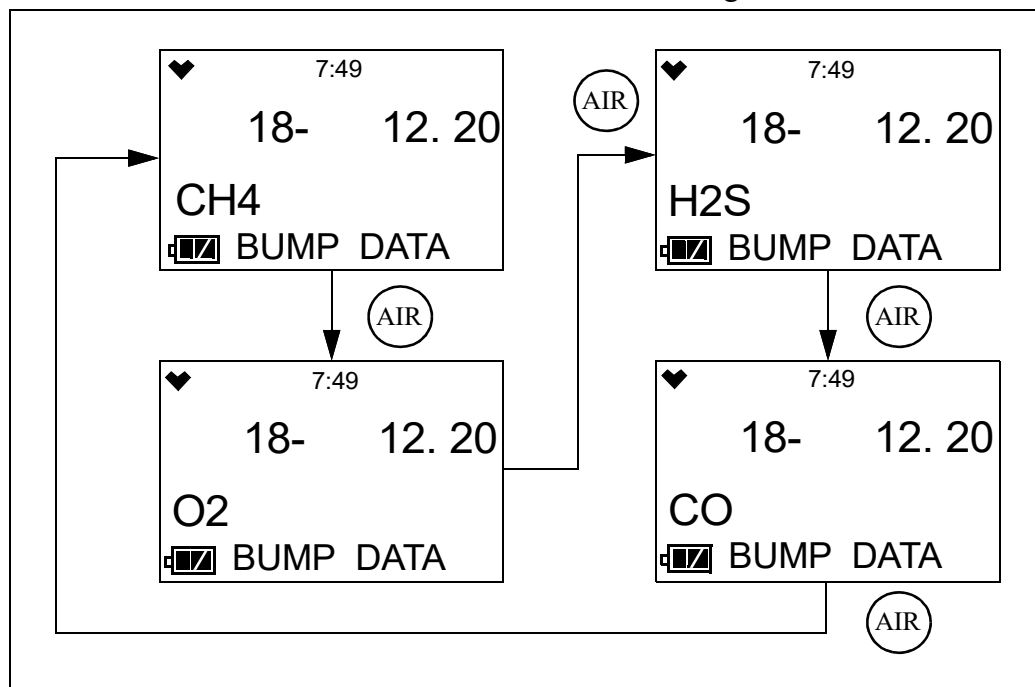 7:49
18- 12. 20
CH4
BUMP DATA
AIR
7:49
18- 12. 20
O2
BUMP DATA
AIR
7:49
18- 12. 20
H2S
BUMP DATA
AIR
7:49
18- 12. 20
CO
BUMP DATA
AIR